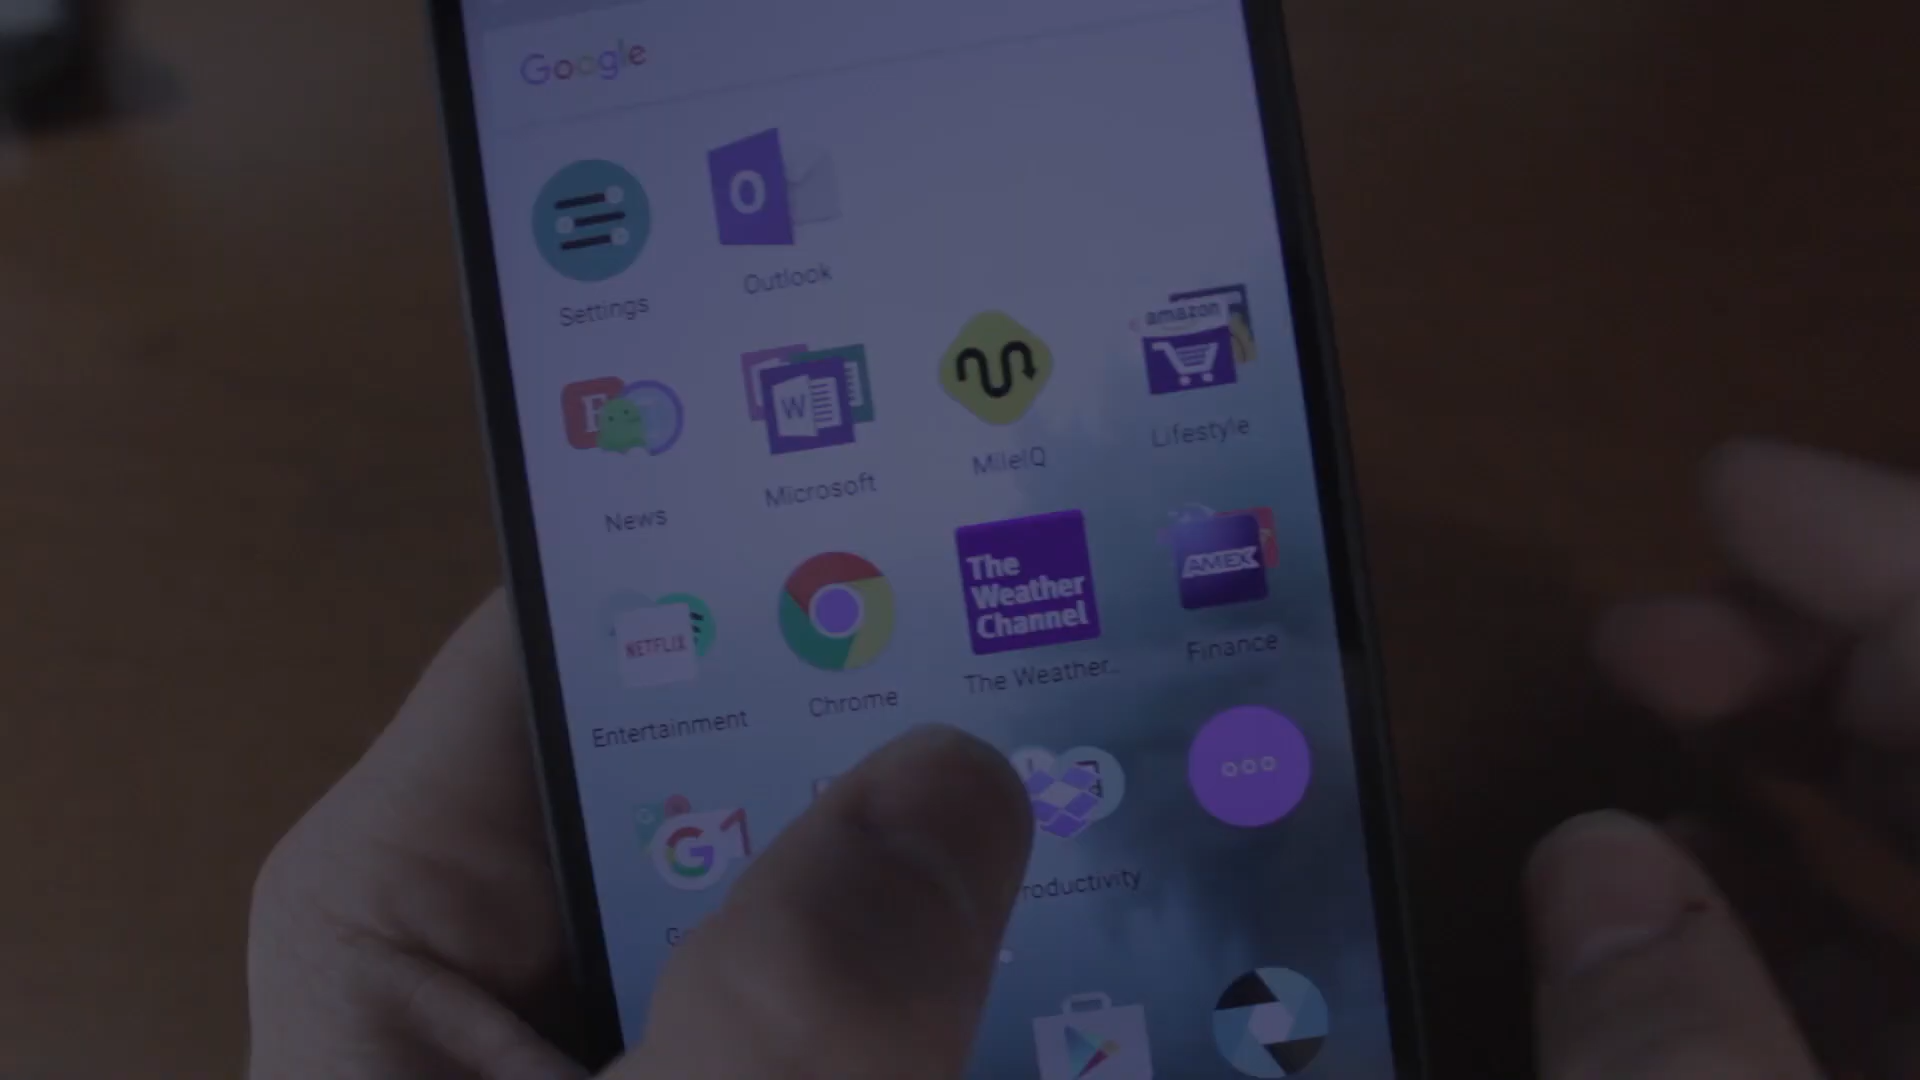 Google
Settings
Outlook
News
Microsoft
W
MileIQ
amazon
Lifestyle
NETFLIX
Entertainment
Chrome
The
Weather
Channel
The Weather...
AMEX
Finance
G 1
roductivity